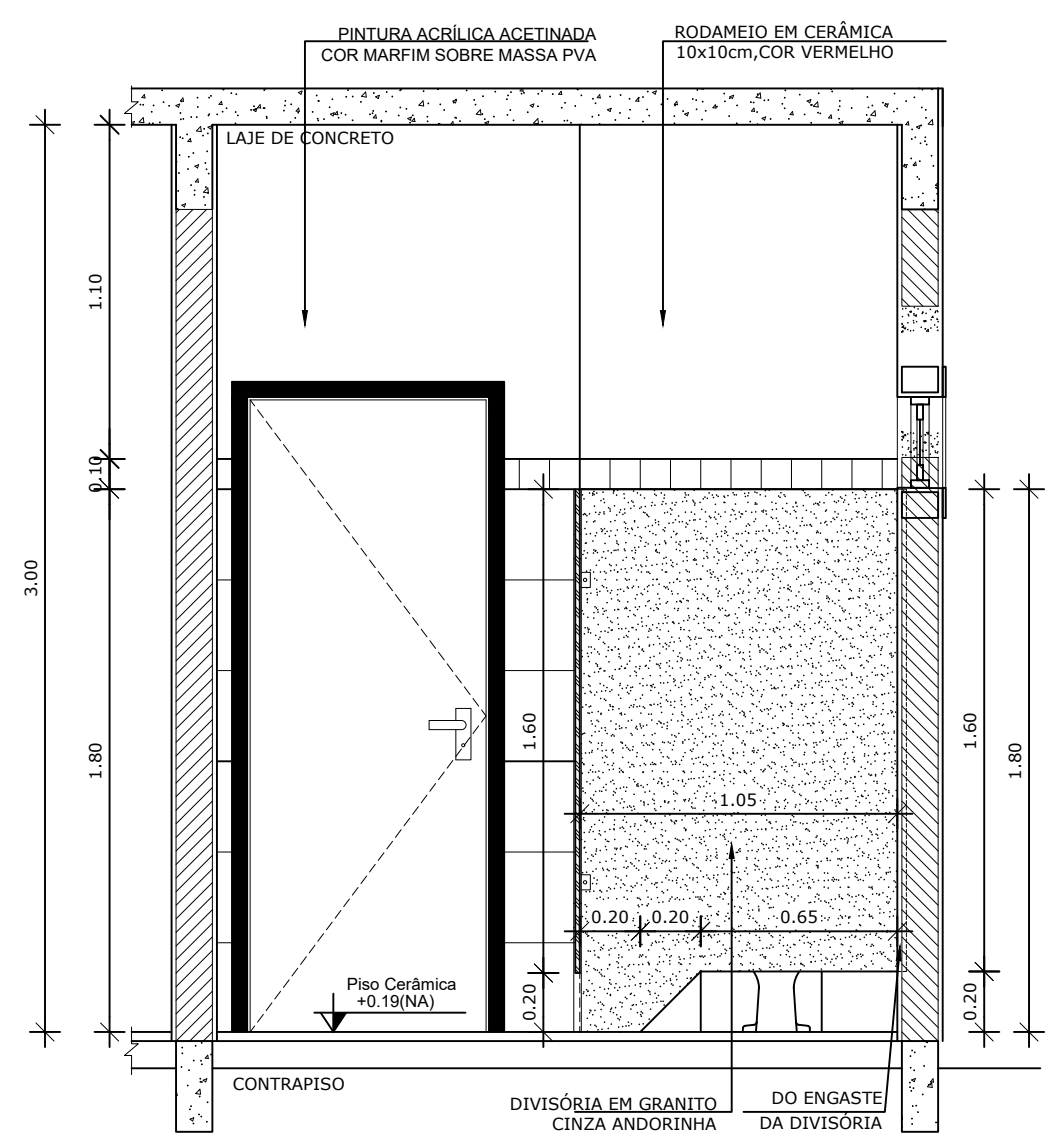 PINTURA ACRÍLICA ACETINADA
COR MARFIM SOBRE MASSA PVA
RODAMEIO EM CERÂMICA
10x10cm,COR VERMELHO
LAJE DE CONCRETO
1.10
0.10
3.00
1.80
1.60
1.60
1.80
1.05
0.20
0.20
0.65
Piso Cerâmica
+0.19(NA)
0.20
0.20
CONTRAPISO
DIVISÓRIA EM GRANITO
CINZA ANDORINHA
DO ENGASTE
DA DIVISÓRIA